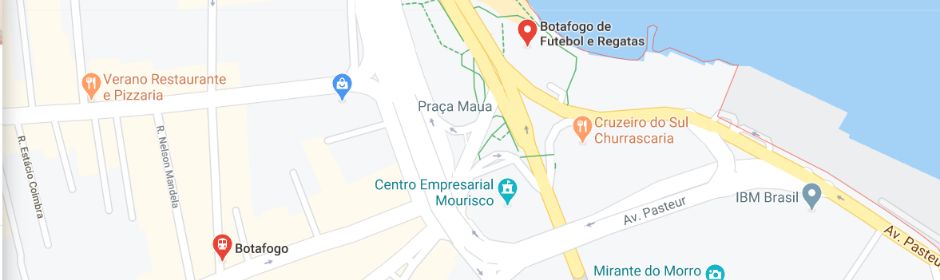 Botafogo de
Futebol e Regatas
Verano Restaurante
e Pizzaria
Praça Maua
Cruzeiro do Sul
Churrascaria
R. Estácio Coimbra
R. Nelson Mandela
Centro Empresarial
Mourisco
IBM Brasil
Av. Pasteur
Botafogo
Av. Pasteur
Mirante do Morro